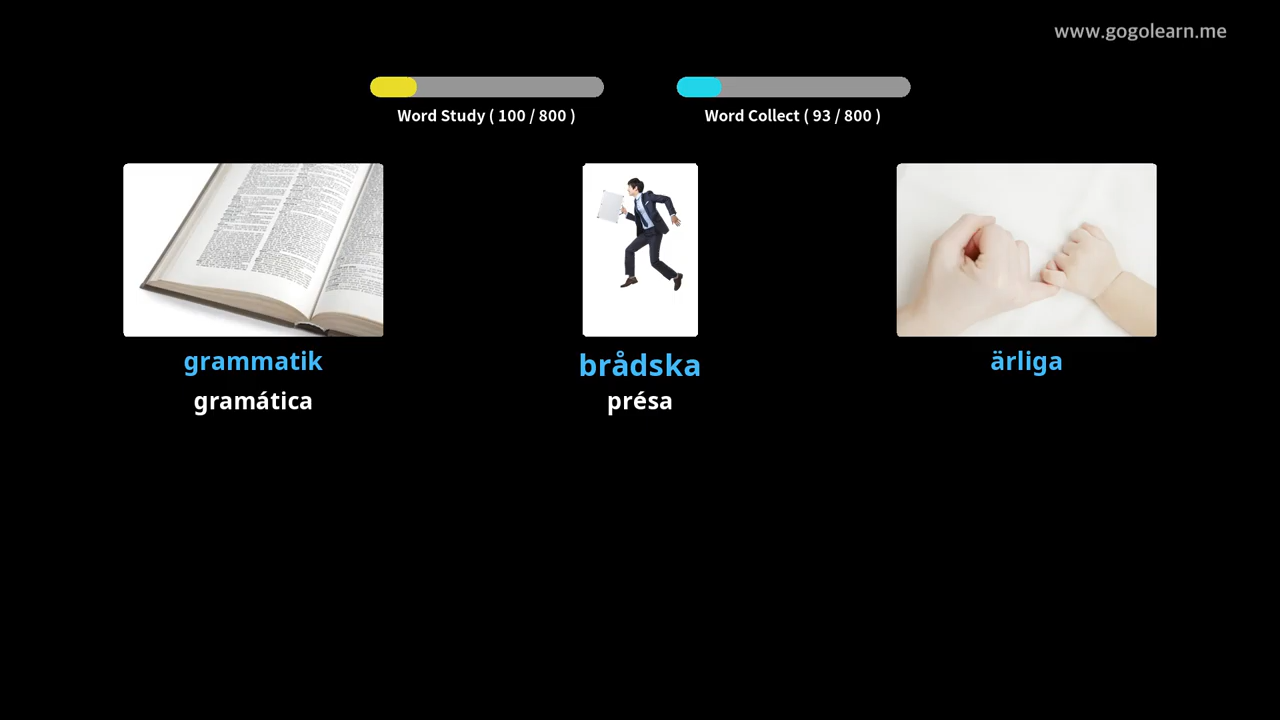 www.gogolearn.me
Word Study ( 100 / 800 )
Word Collect ( 93 / 800 )
grammatik
brådska
ärliga
gramática
présa